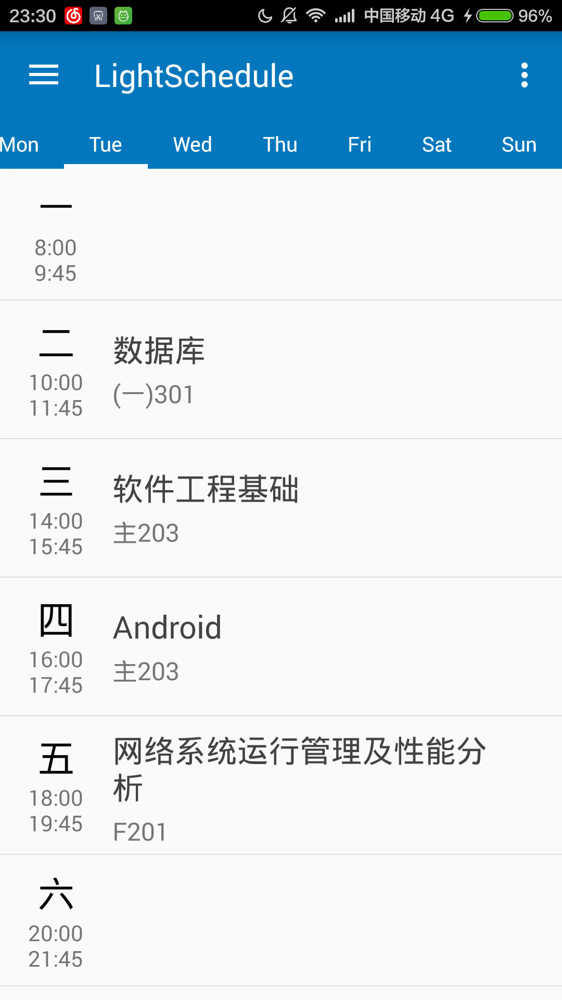 23:30 中国移动 4G 96%
LightSchedule
Mon Tue Wed Thu Fri Sat Sun
一
8:00
9:45
二
10:00
11:45
数据库
(一)301
三
14:00
15:45
软件工程基础
主203
四
16:00
17:45
Android
主203
五
18:00
19:45
网络系统运行管理及性能分
析
F201
六
20:00
21:45